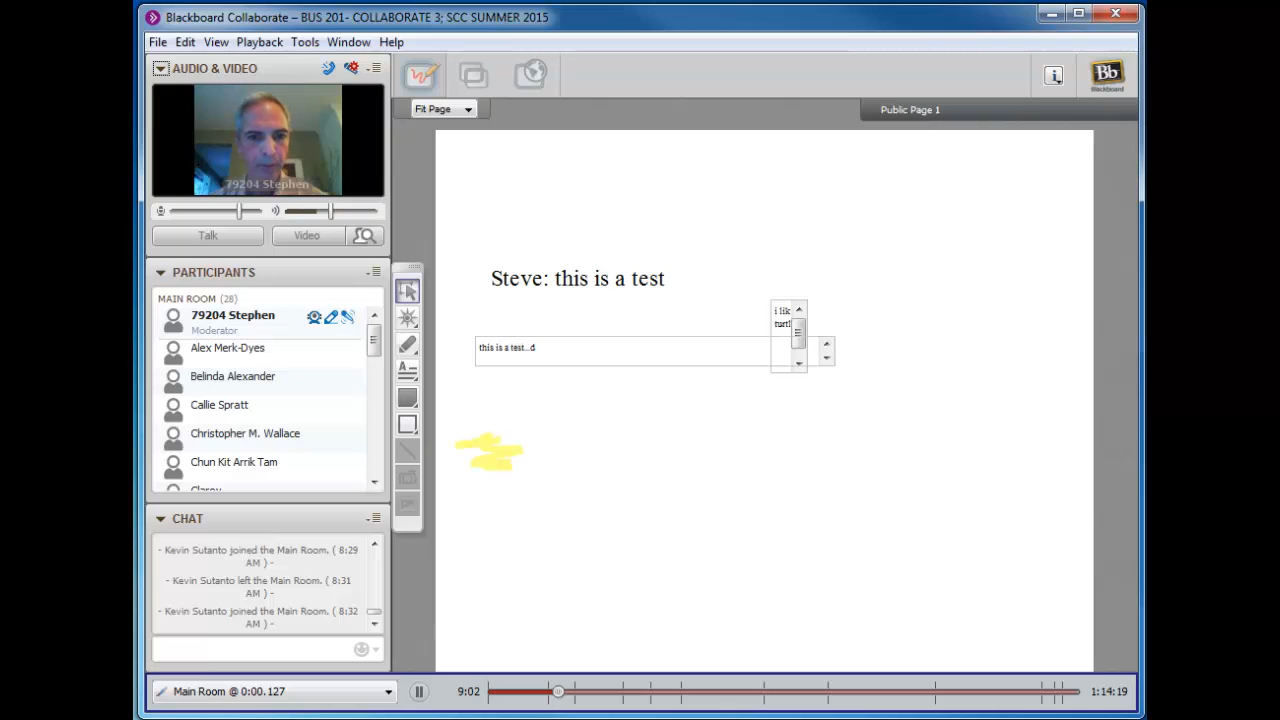 Blackboard Collaborate – BUS 201- COLLABORATE 3; SCC SUMMER 2015
File Edit View Playback Tools Window Help
AUDIO & VIDEO
79204 Stephen
Talk
Video
PARTICIPANTS
MAIN ROOM (28)
79204 Stephen
Moderator
Alex Merk-Dyes
Belinda Alexander
Callie Spratt
Christopher M. Wallace
Chun Kit Arrik Tam
CHAT
- Kevin Sutanto joined the Main Room. ( 8:29
AM ) -
- Kevin Sutanto left the Main Room. ( 8:31
AM ) -
- Kevin Sutanto joined the Main Room. ( 8:32
AM ) -
Fit Page
Public Page 1
Bb
Blackboard
Steve: this is a test
i lik
turtl
this is a test...d
Main Room @ 0:00.127
9:02
1:14:19